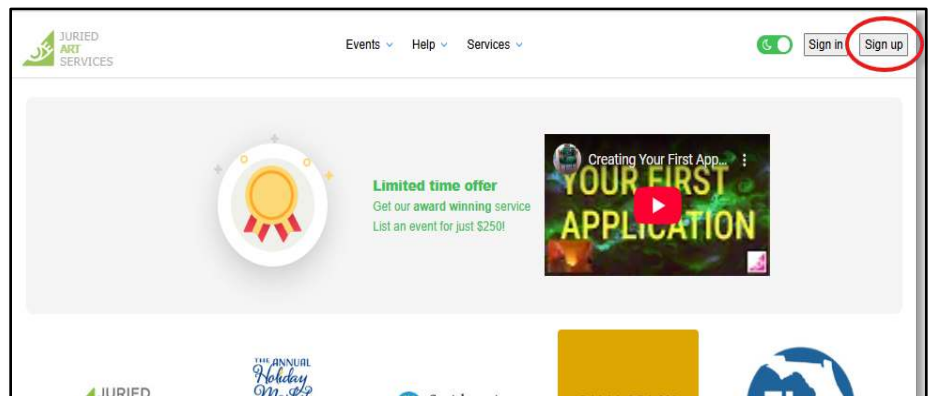 JURIED
ART
SERVICES
Events
Help
Services
Sign in
Sign up
Limited time offer
Get our award winning service
List an event for just $250!
Creating Your First App...
YOUR FIRST
APPLICATION
THE ANNUAL
Holiday
Market
JURIED